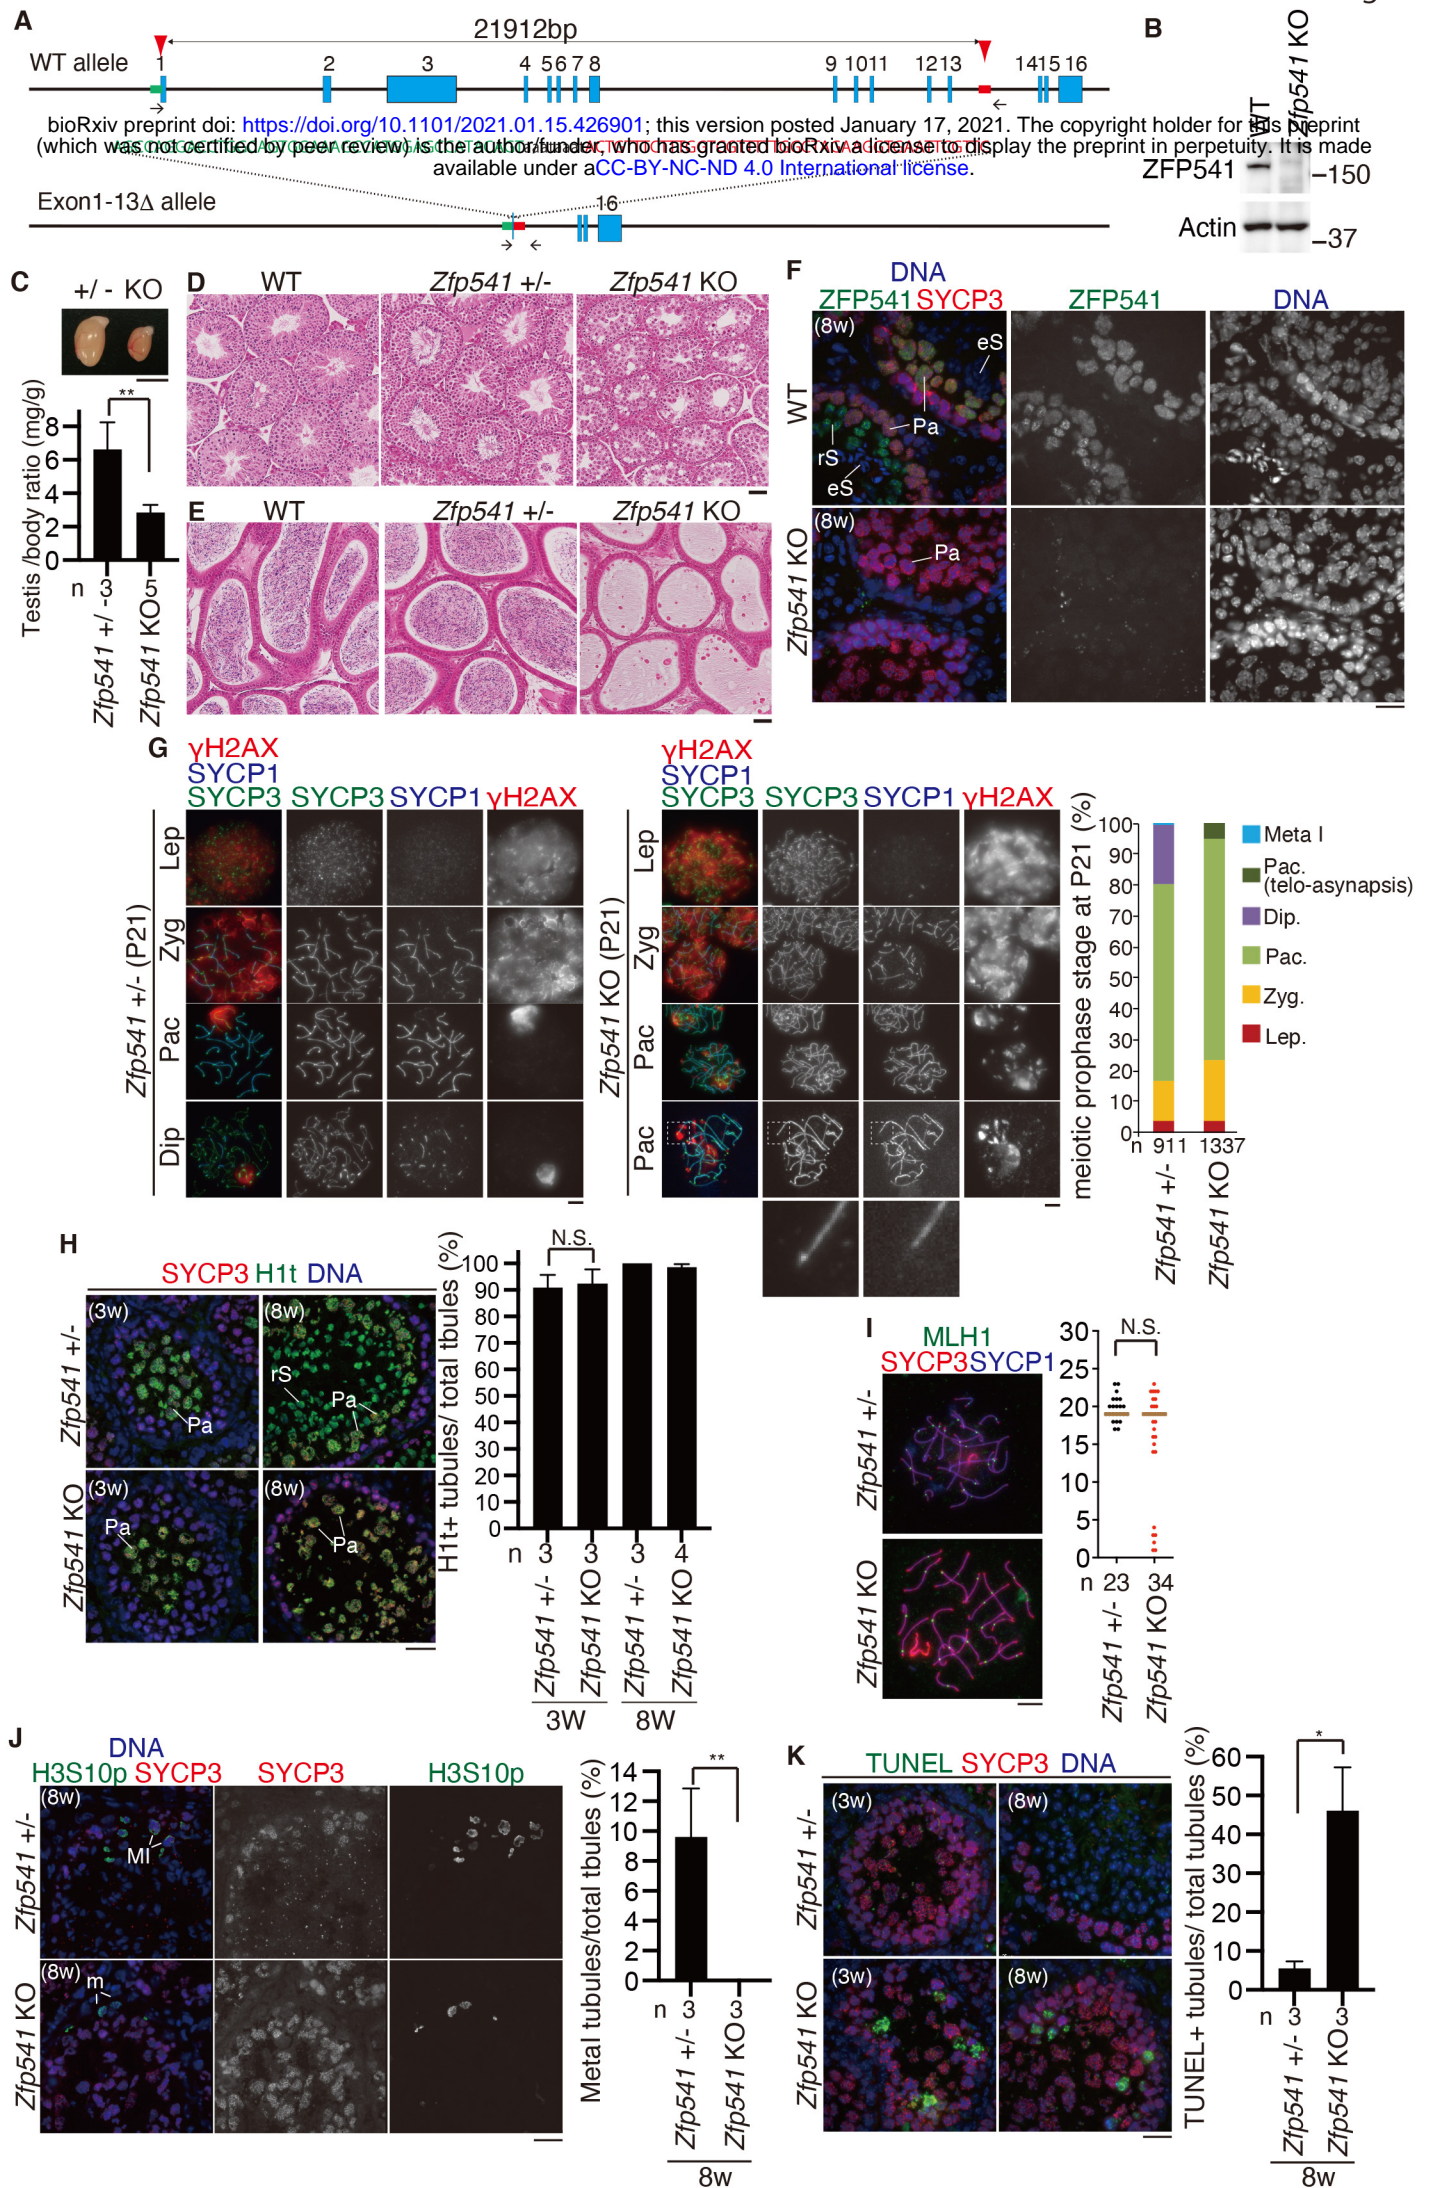 A
21912bp
WT allele
1 2 3 4 5 6 7 8 9 10 11 12 13 14 15 16
bioRxiv preprint doi: https://doi.org/10.1101/2021.01.15.426901; this version posted January 17, 2021. The copyright holder for this preprint
(which was not certified by peer review) is the author/funder, who has granted bioRxiv a license to display the preprint in perpetuity. It is made
available under aCC-BY-NC-ND 4.0 International license.
Exon1-13Δ allele
16
B
WT
Zfp541 KO
ZFP541
–150
Actin
–37
C
+/- KO
Testis /body ratio (mg/g)
**
8
6
4
2
0
n 3 5
Zfp541 +/-
Zfp541 KO
D
WT Zfp541 +/- Zfp541 KO
E
WT Zfp541 +/- Zfp541 KO
F
DNA
ZFP541 SYCP3 ZFP541 DNA
WT
(8w)
eS
Pa
rS
eS
Zfp541 KO
(8w)
Pa
G
γH2AX
SYCP1
SYCP3 SYCP3 SYCP1 γH2AX
Zfp541 +/- (P21)
Lep
Zyg
Pac
Dip
γH2AX
SYCP1
SYCP3 SYCP3 SYCP1 γH2AX
Zfp541 KO (P21)
Lep
Zyg
Pac
Pac
meiotic prophase stage at P21 (%)
100
90
80
70
60
50
40
30
20
10
0
n 911 1337
Zfp541 +/-
Zfp541 KO
Meta I
Pac.
(telo-asynapsis)
Dip.
Pac.
Zyg.
Lep.
H
SYCP3 H1t DNA
Zfp541 +/-
(3w)
Pa
(8w)
rS
Pa
Zfp541 KO
(3w)
Pa
(8w)
Pa
H1t+ tubules/ total tbules (%)
N.S.
100
90
80
70
60
50
40
30
20
10
0
n 3 3 3 4
Zfp541 +/-
Zfp541 KO
Zfp541 +/-
Zfp541 KO
3W 8W
I
MLH1
SYCP3SYCP1
Zfp541 +/-
Zfp541 KO
N.S.
30
25
20
15
10
5
0
n 23 34
Zfp541 +/-
Zfp541 KO
J
DNA
H3S10p SYCP3 SYCP3 H3S10p
Zfp541 +/-
(8w)
MI
Zfp541 KO
(8w)
m
Metal tubules/total tbules (%)
**
14
12
10
8
6
4
2
0
n 3 3
Zfp541 +/-
Zfp541 KO
8w
K
TUNEL SYCP3 DNA
Zfp541 +/-
(3w)
(8w)
Zfp541 KO
(3w)
(8w)
TUNEL+ tubules/ total tubules (%)
*
60
50
40
30
20
10
0
n 3 3
Zfp541 +/-
Zfp541 KO
8w